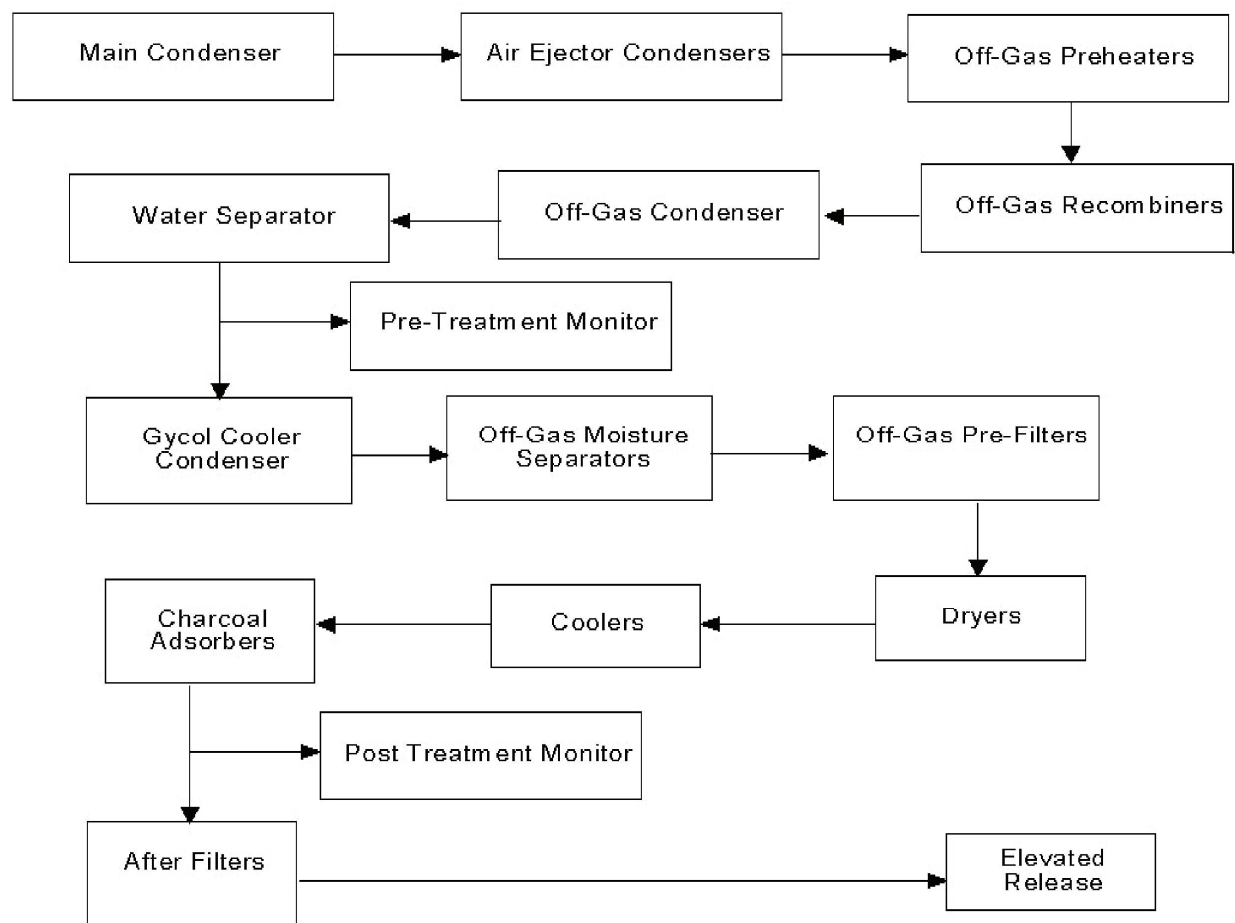 Main Condenser
Air Ejector Condensers
Off-Gas Preheaters
Water Separator
Off-Gas Condenser
Off-Gas Recombiners
Pre-Treatment Monitor
Gycol Cooler
Condenser
Off-Gas Moisture
Separators
Off-Gas Pre-Filters
Charcoal
Adsorbers
Coolers
Dryers
Post Treatment Monitor
After Filters
Elevated
Release